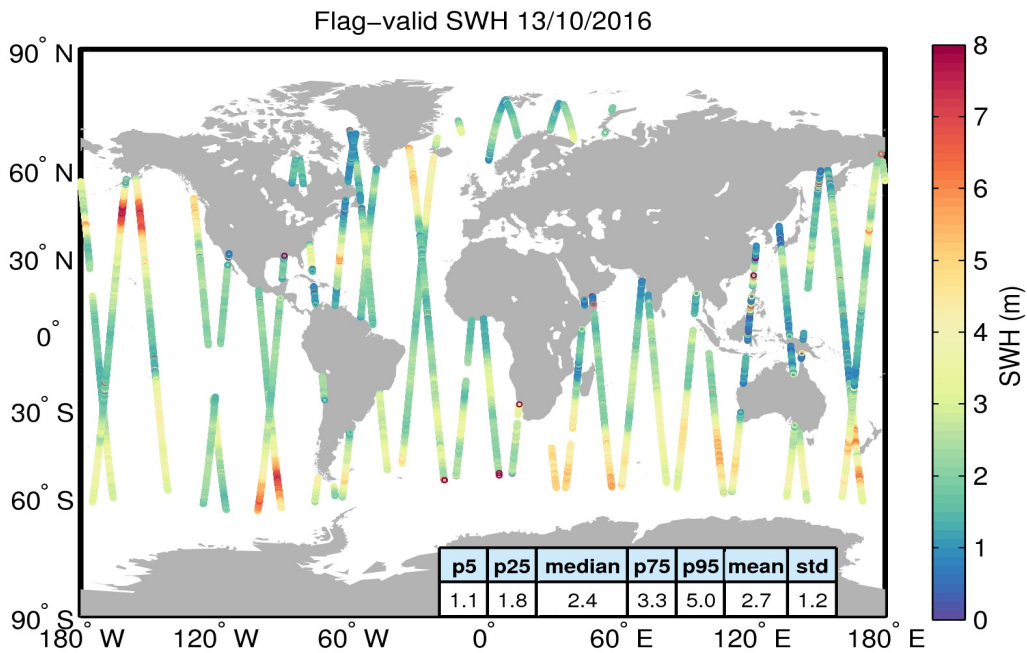 Flag−valid SWH 13/10/2016
90° N
60° N
30° N
0°
30° S
60° S
90° S
180° W
120° W
60° W
0°
60° E
120° E
180° E
p5 p25 median p75 p95 mean std
1.1 1.8 2.4 3.3 5.0 2.7 1.2
8
7
6
5
4
3
2
1
0
SWH (m)